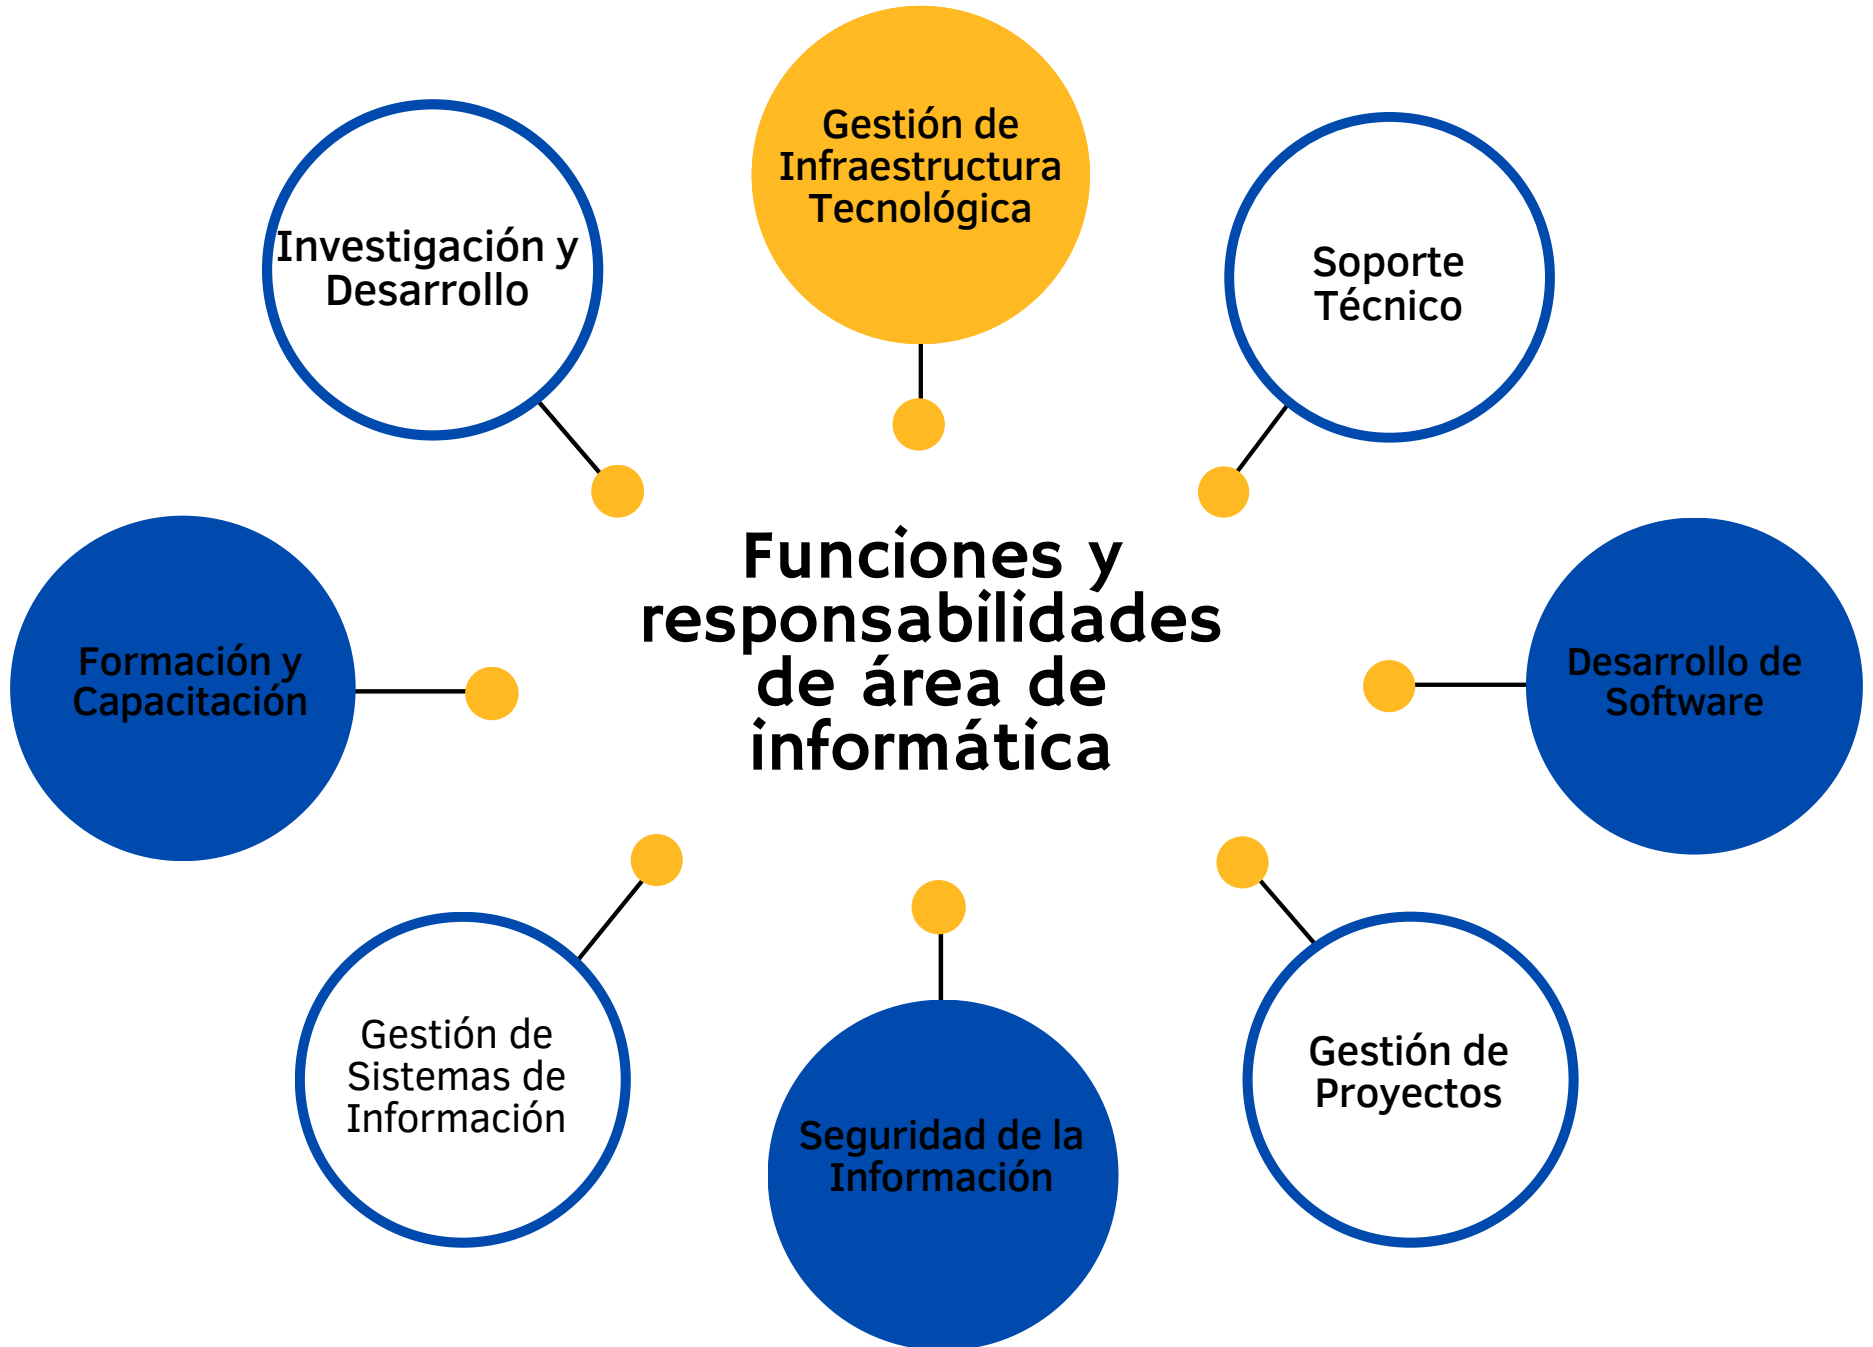 Gestión de
Infraestructura
Tecnológica
Investigación y
Desarrollo
Soporte
Técnico
Funciones y
responsabilidades
de área de
informática
Formación y
Capacitación
Desarrollo de
Software
Gestión de
Sistemas de
Información
Seguridad de la
Información
Gestión de
Proyectos